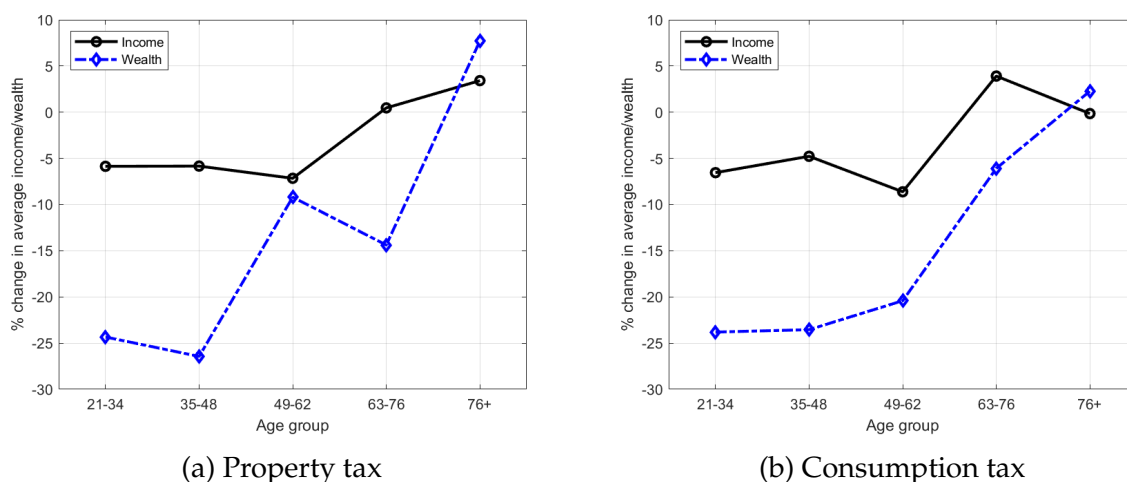 10
5
0
-5
-10
-15
-20
-25
-30
% change in average income/wealth
Income
Wealth
21-34 35-48 49-62 63-76 76+
Age group
(a) Property tax
10
5
0
-5
-10
-15
-20
-25
-30
% change in average income/wealth
Income
Wealth
21-34 35-48 49-62 63-76 76+
Age group
(b) Consumption tax